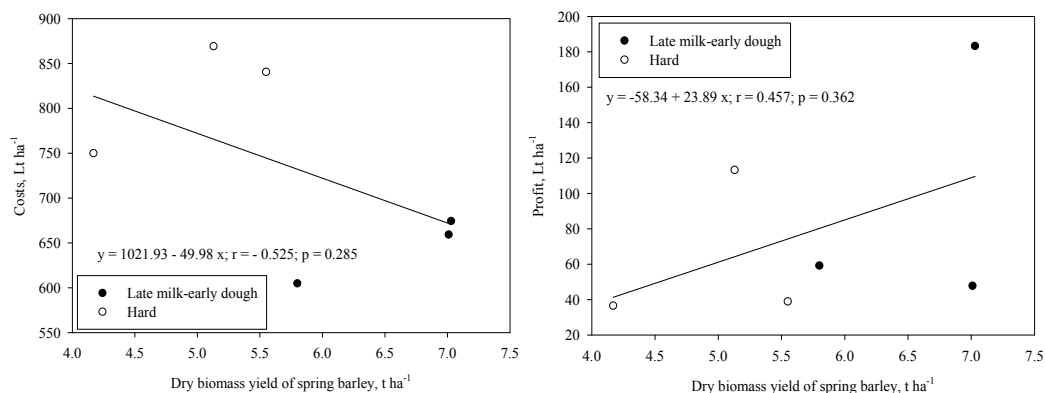 900
850
800
750
700
650
600
550
Costs, Lt ha⁻¹
y = 1021.93 - 49.98 x; r = - 0.525; p = 0.285
Late milk-early dough
Hard
4.0 4.5 5.0 5.5 6.0 6.5 7.0 7.5
Dry biomass yield of spring barley, t ha⁻¹
200
180
160
140
120
100
80
60
40
20
Profit, Lt ha⁻¹
Late milk-early dough
Hard
y = -58.34 + 23.89 x; r = 0.457; p = 0.362
4.0 4.5 5.0 5.5 6.0 6.5 7.0 7.5
Dry biomass yield of spring barley, t ha⁻¹